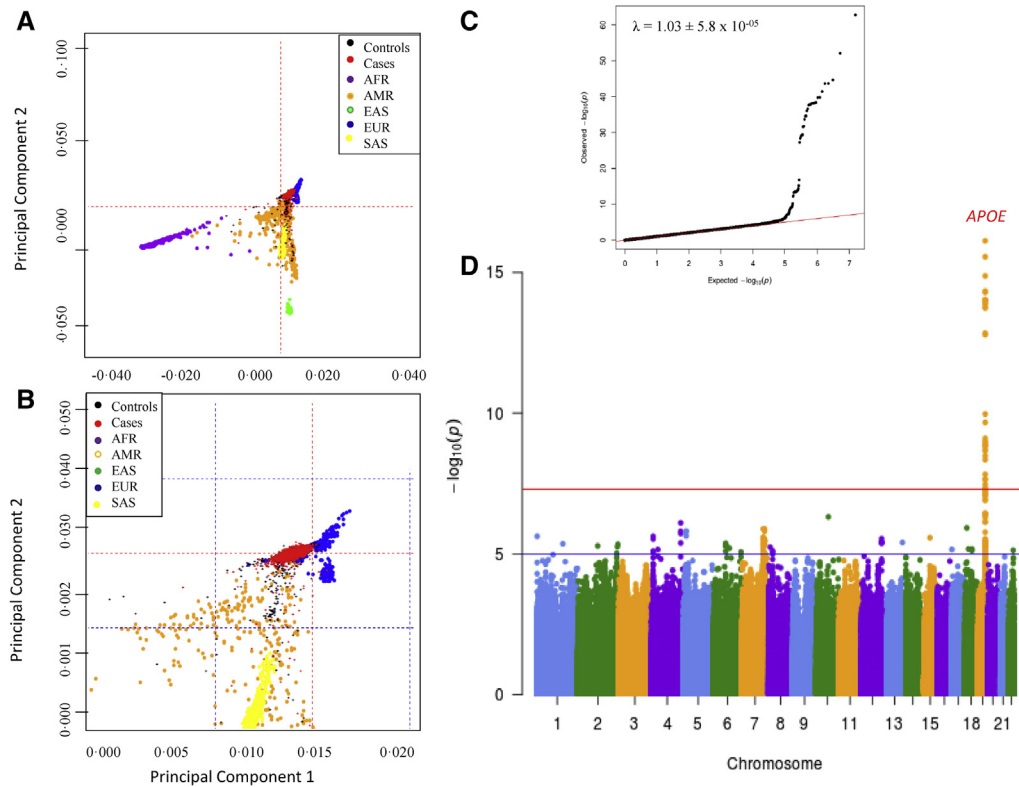 A
Principal Component 2
0·100
0·050
0·000
-0·050
-0·040
-0·020
0·000
0·020
0·040
Controls
Cases
AFR
AMR
EAS
EUR
SAS
B
Principal Component 2
0·050
0·040
0·030
0·002
0·001
0·000
0·000
0·005
0·010
0·015
0·020
Principal Component 1
Controls
Cases
AFR
AMR
EAS
EUR
SAS
C
λ = 1.03 ± 5.8 x 10-05
Observed −log10(p)
60
50
40
30
20
10
0
0 1 2 3 4 5 6 7
Expected −log10(p)
D
APOE
−log10(p)
15
10
5
0
1 2 3 4 5 6 7 8 9 11 13 15 18 21
Chromosome